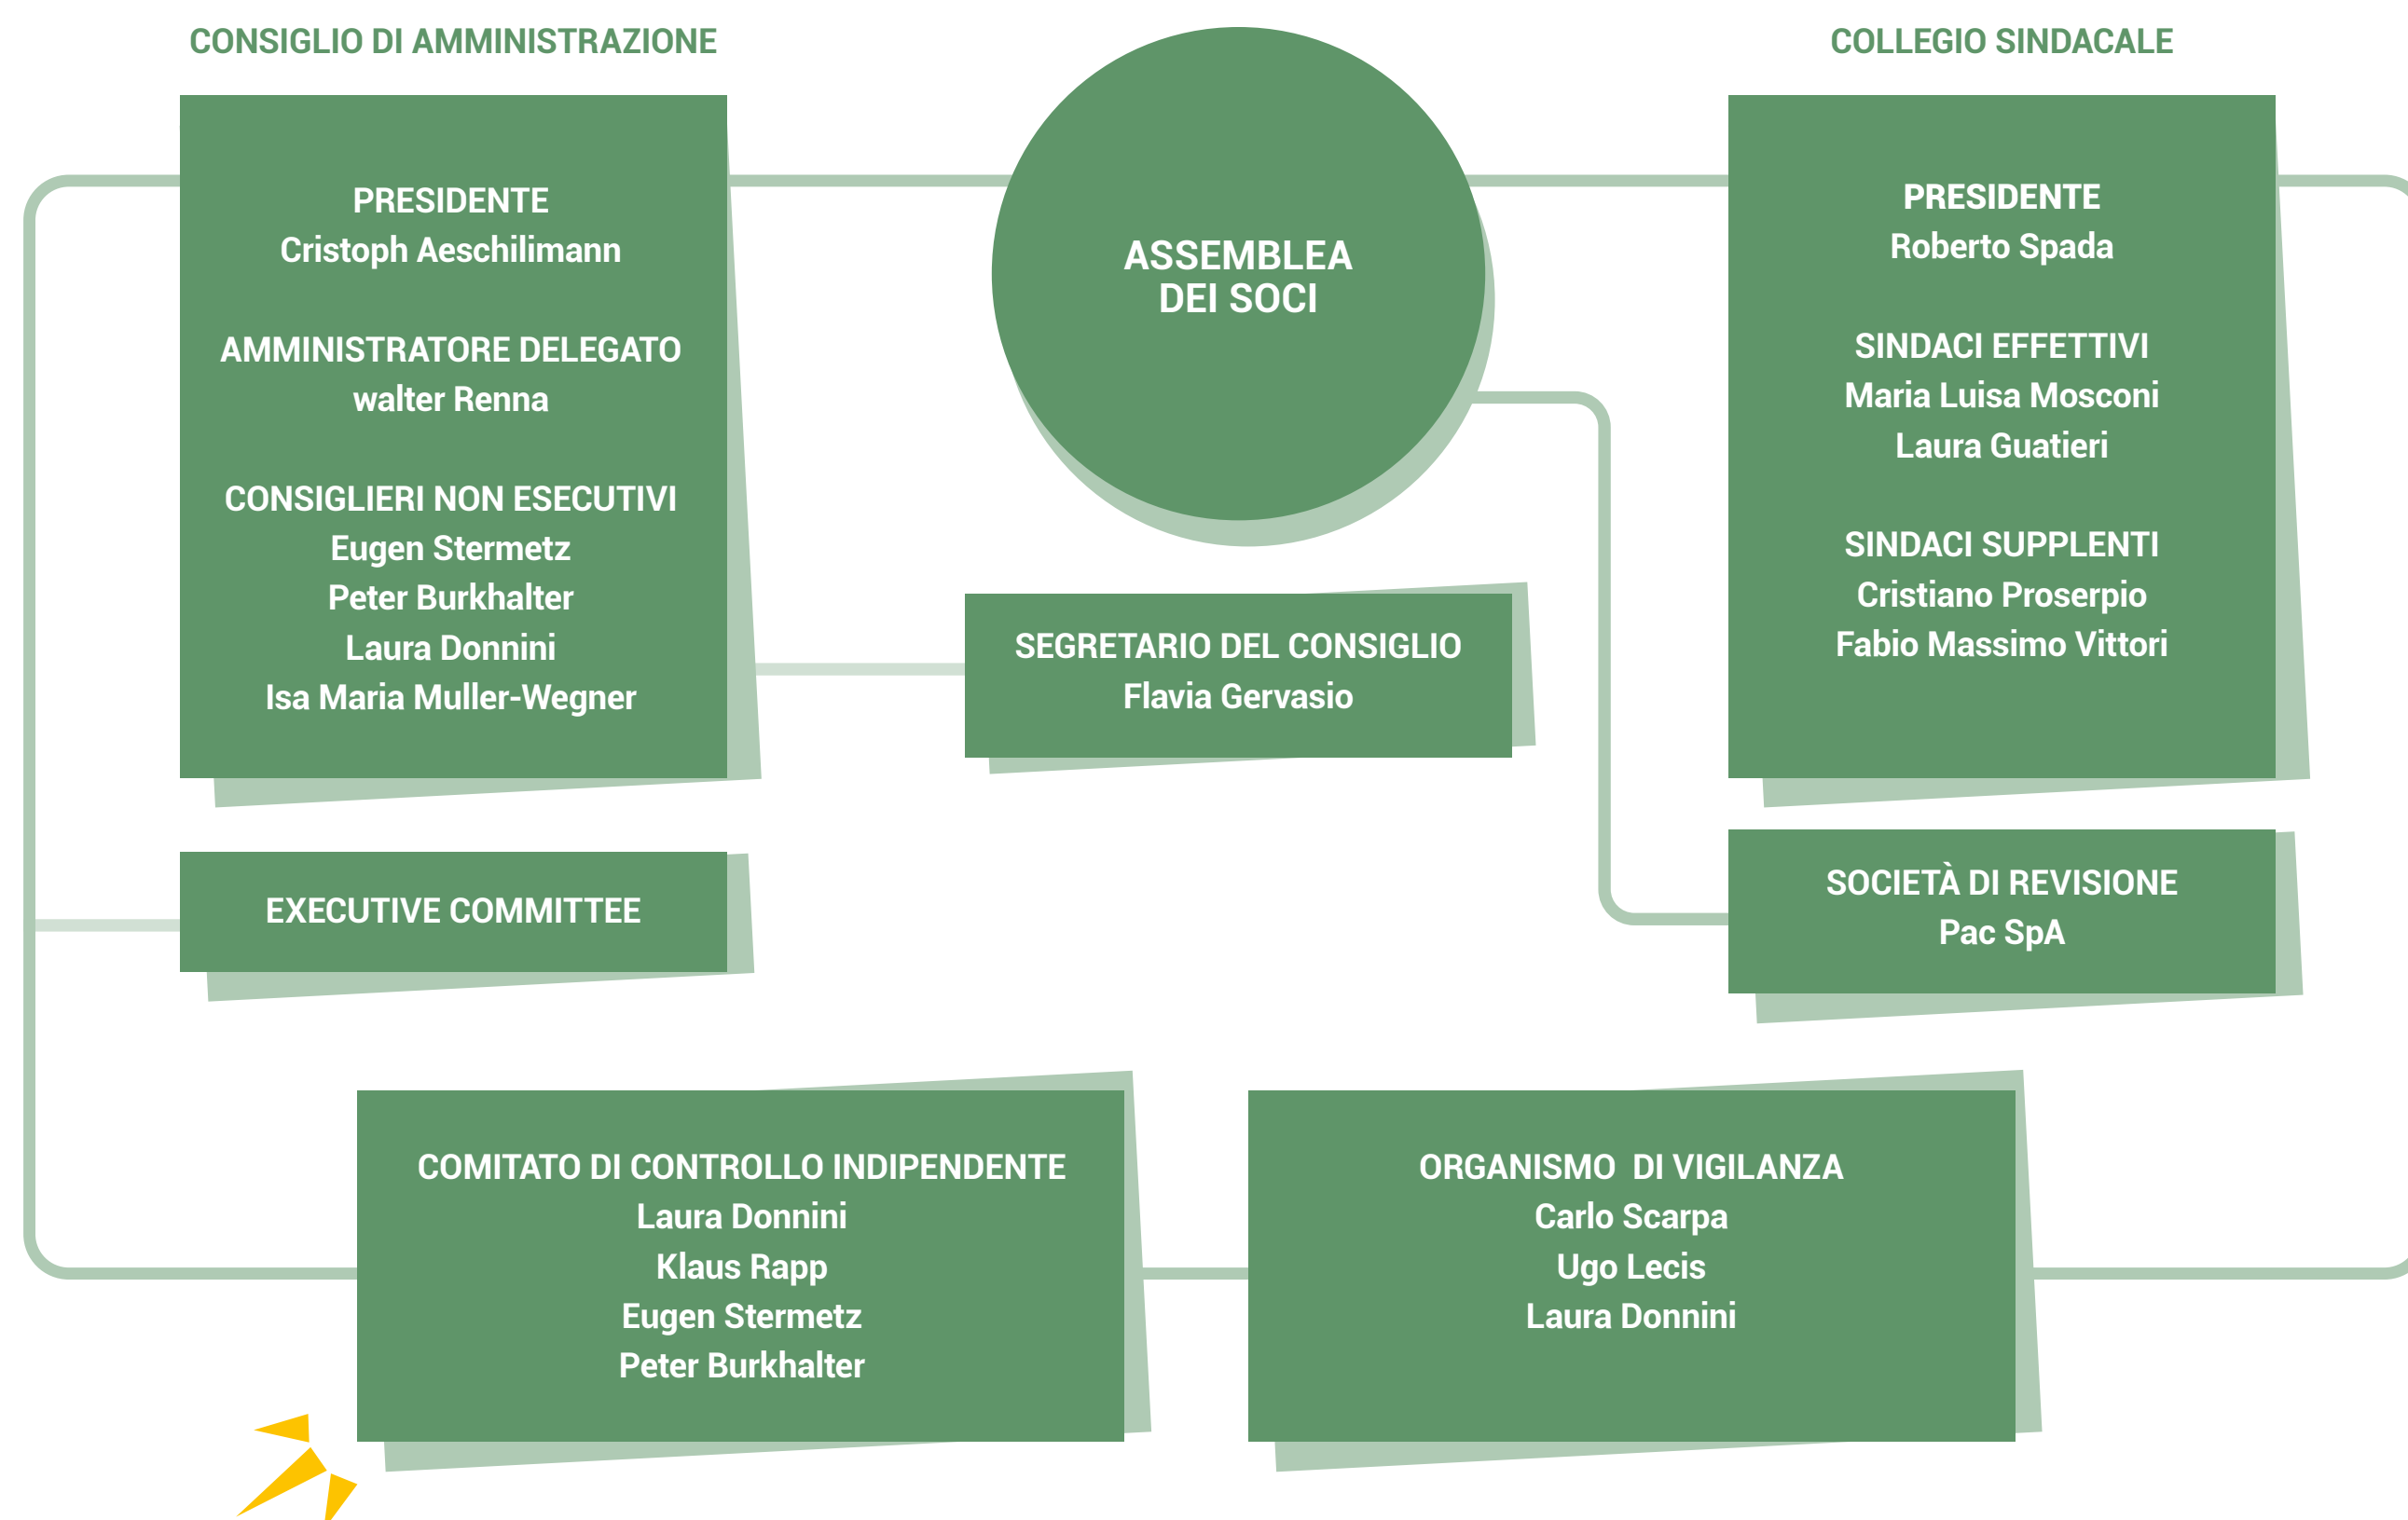 CONSIGLIO DI AMMINISTRAZIONE
PRESIDENTE
Cristoph Aeschilimann
AMMINISTRATORE DELEGATO
walter Renna
CONSIGLIERI NON ESECUTIVI
Eugen Stermetz
Peter Burkhalter
Laura Donnini
Isa Maria Muller-Wegner
ASSEMBLEA
DEI SOCI
SEGRETARIO DEL CONSIGLIO
Flavia Gervasio
COLLEGIO SINDACALE
PRESIDENTE
Roberto Spada
SINDACI EFFETTIVI
Maria Luisa Mosconi
Laura Guatieri
SINDACI SUPPLENTI
Cristiano Proserpio
Fabio Massimo Vittori
EXECUTIVE COMMITTEE
SOCIETÀ DI REVISIONE
Pac SpA
COMITATO DI CONTROLLO INDIPENDENTE
Laura Donnini
Klaus Rapp
Eugen Stermetz
Peter Burkhalter
ORGANISMO  DI VIGILANZA
Carlo Scarpa
Ugo Lecis
Laura Donnini